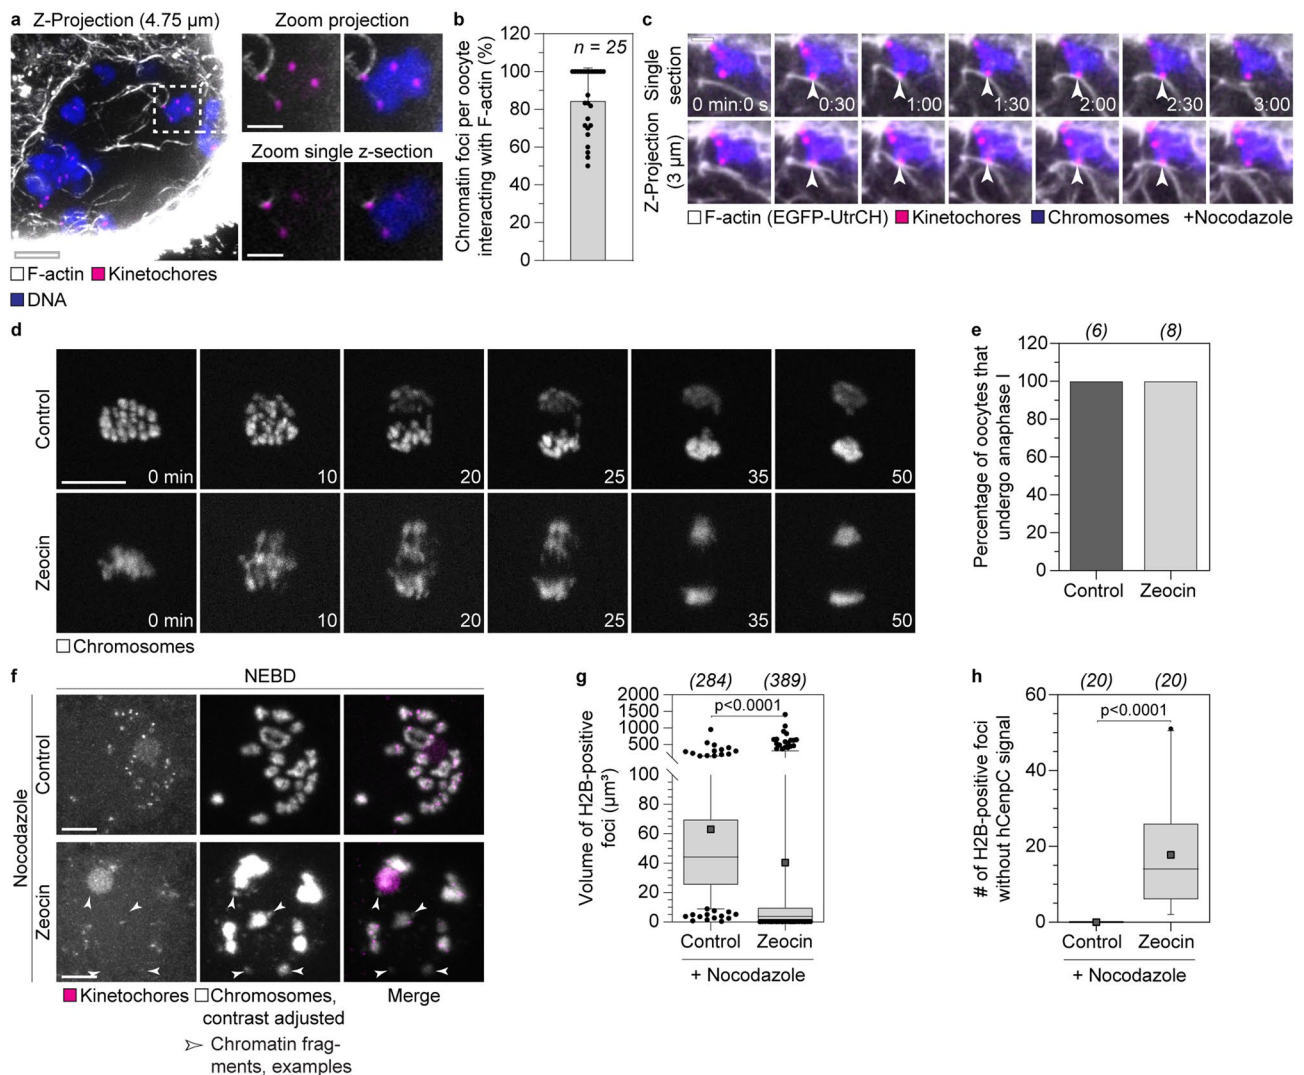 a
Z-Projection (4.75 µm)
Zoom projection
Zoom single z-section
F-actin Kinetochores
DNA
b
Chromatin foci per oocyte
interacting with F-actin (%)
n = 25
120
100
80
60
40
20
0
c
Single
section
Z-Projection
(3 µm)
0 min:0 s 0:30 1:00 1:30 2:00 2:30 3:00
F-actin (EGFP-UtrCH) Kinetochores Chromosomes +Nocodazole
d
Control
0 min 10 20 25 35 50
Zeocin
0 min 10 20 25 35 50
Chromosomes
e
Percentage of oocytes that
undergo anaphase I
(6) (8)
120
100
80
60
40
20
0
Control Zeocin
f
NEBD
Nocodazole
Control
Zeocin
Kinetochores Chromosomes, Merge
contrast adjusted
Chromatin frag-
ments, examples
g
Volume of H2B-positive
foci (µm³)
(284) (389)
p<0.0001
2000
1500
1000
500
100
80
60
40
20
0
Control Zeocin
+ Nocodazole
h
# of H2B-positive foci
without hCenpC signal
(20) (20)
p<0.0001
60
40
20
0
Control Zeocin
+ Nocodazole